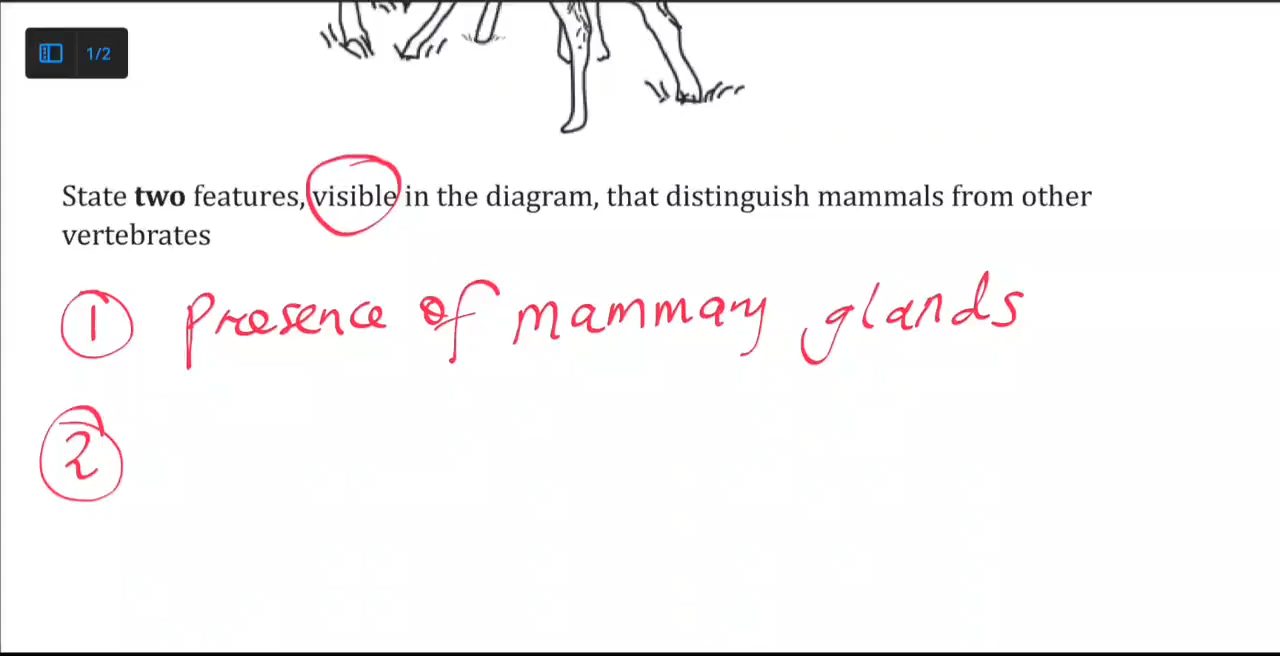 1/2
State two features, visible in the diagram, that distinguish mammals from other
vertebrates
① Presence of mammary glands
②